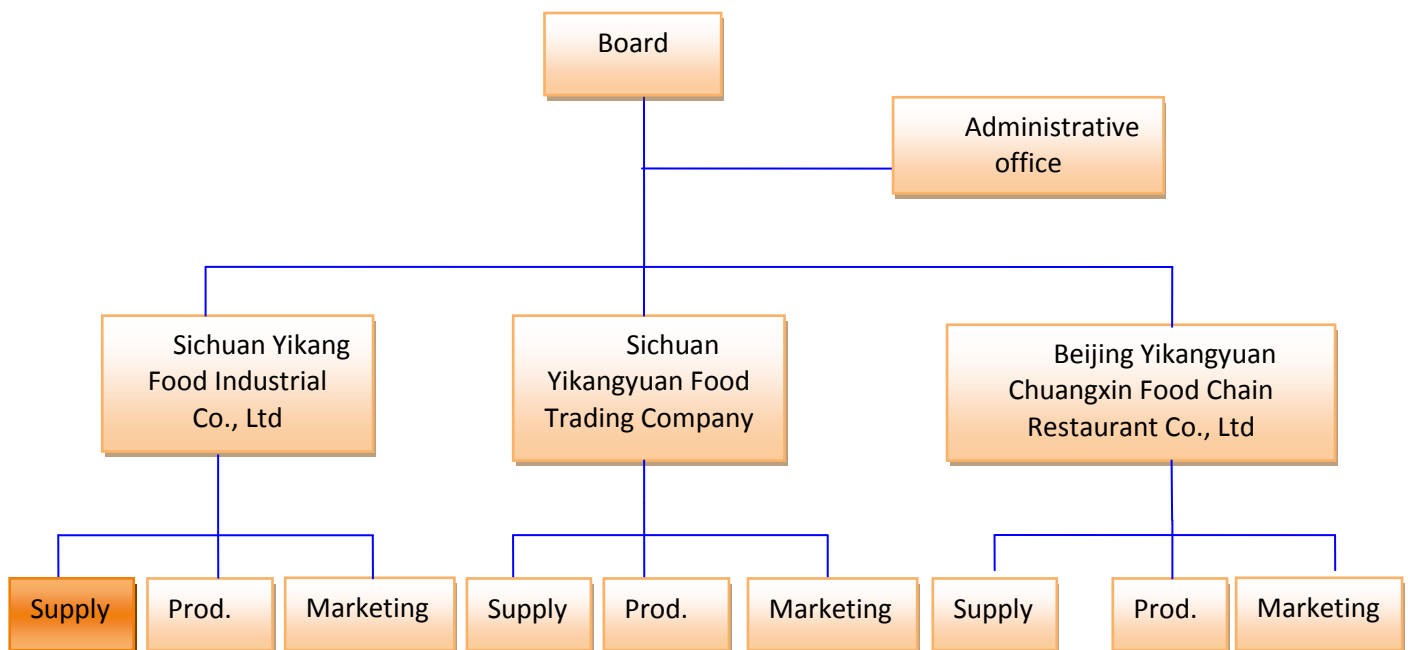 Board
Administrative
office
Sichuan Yikang
Food Industrial
Co., Ltd
Sichuan
Yikangyuan Food
Trading Company
Beijing Yikangyuan
Chuangxin Food Chain
Restaurant Co., Ltd
Supply
Prod.
Marketing
Supply
Prod.
Marketing
Supply
Prod.
Marketing